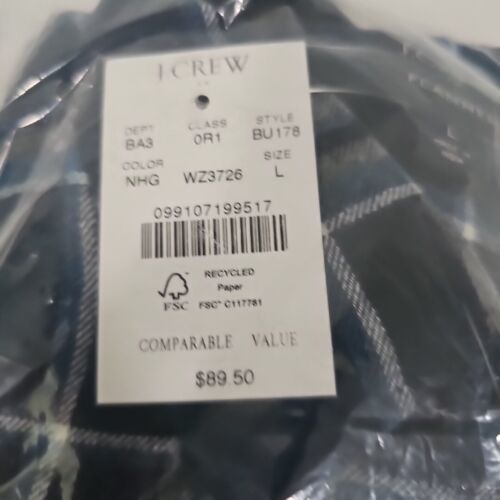 J.CREW
DEPT CLASS STYLE
BA3 0R1 BU178
COLOR SIZE
NHG WZ3726 L
099107199517
RECYCLED
Paper
FSC FSC® C117781
COMPARABLE VALUE
$89.50
L